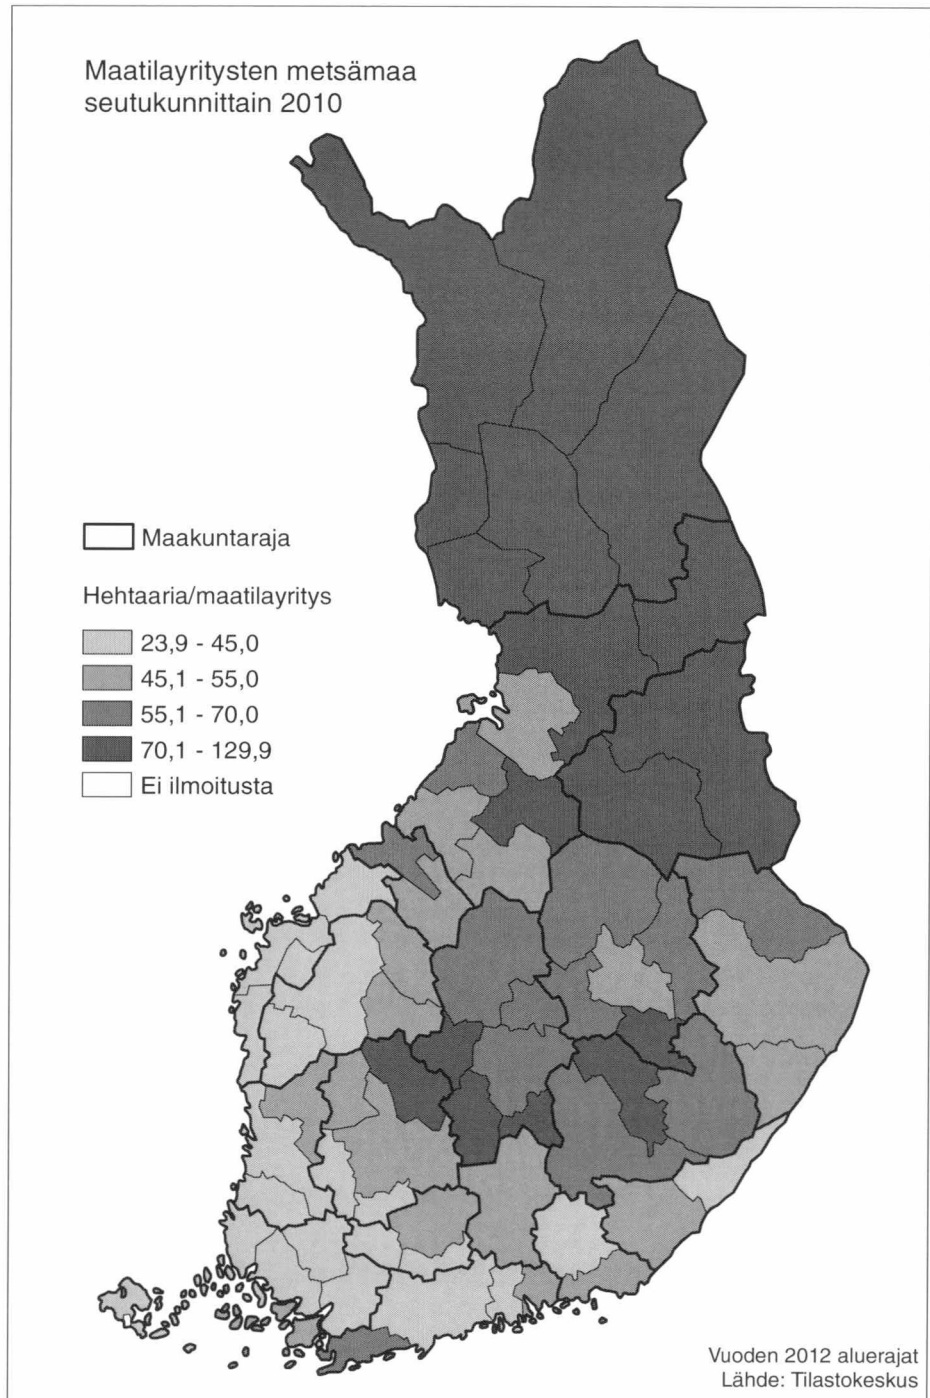 Maatilayritysten metsämaa
seutukunnittain 2010
Maakuntaraja
Hehtaaria/maatilayritys
23,9 - 45,0
45,1 - 55,0
55,1 - 70,0
70,1 - 129,9
Ei ilmoitusta
Vuoden 2012 aluerajat
Lähde: Tilastokeskus